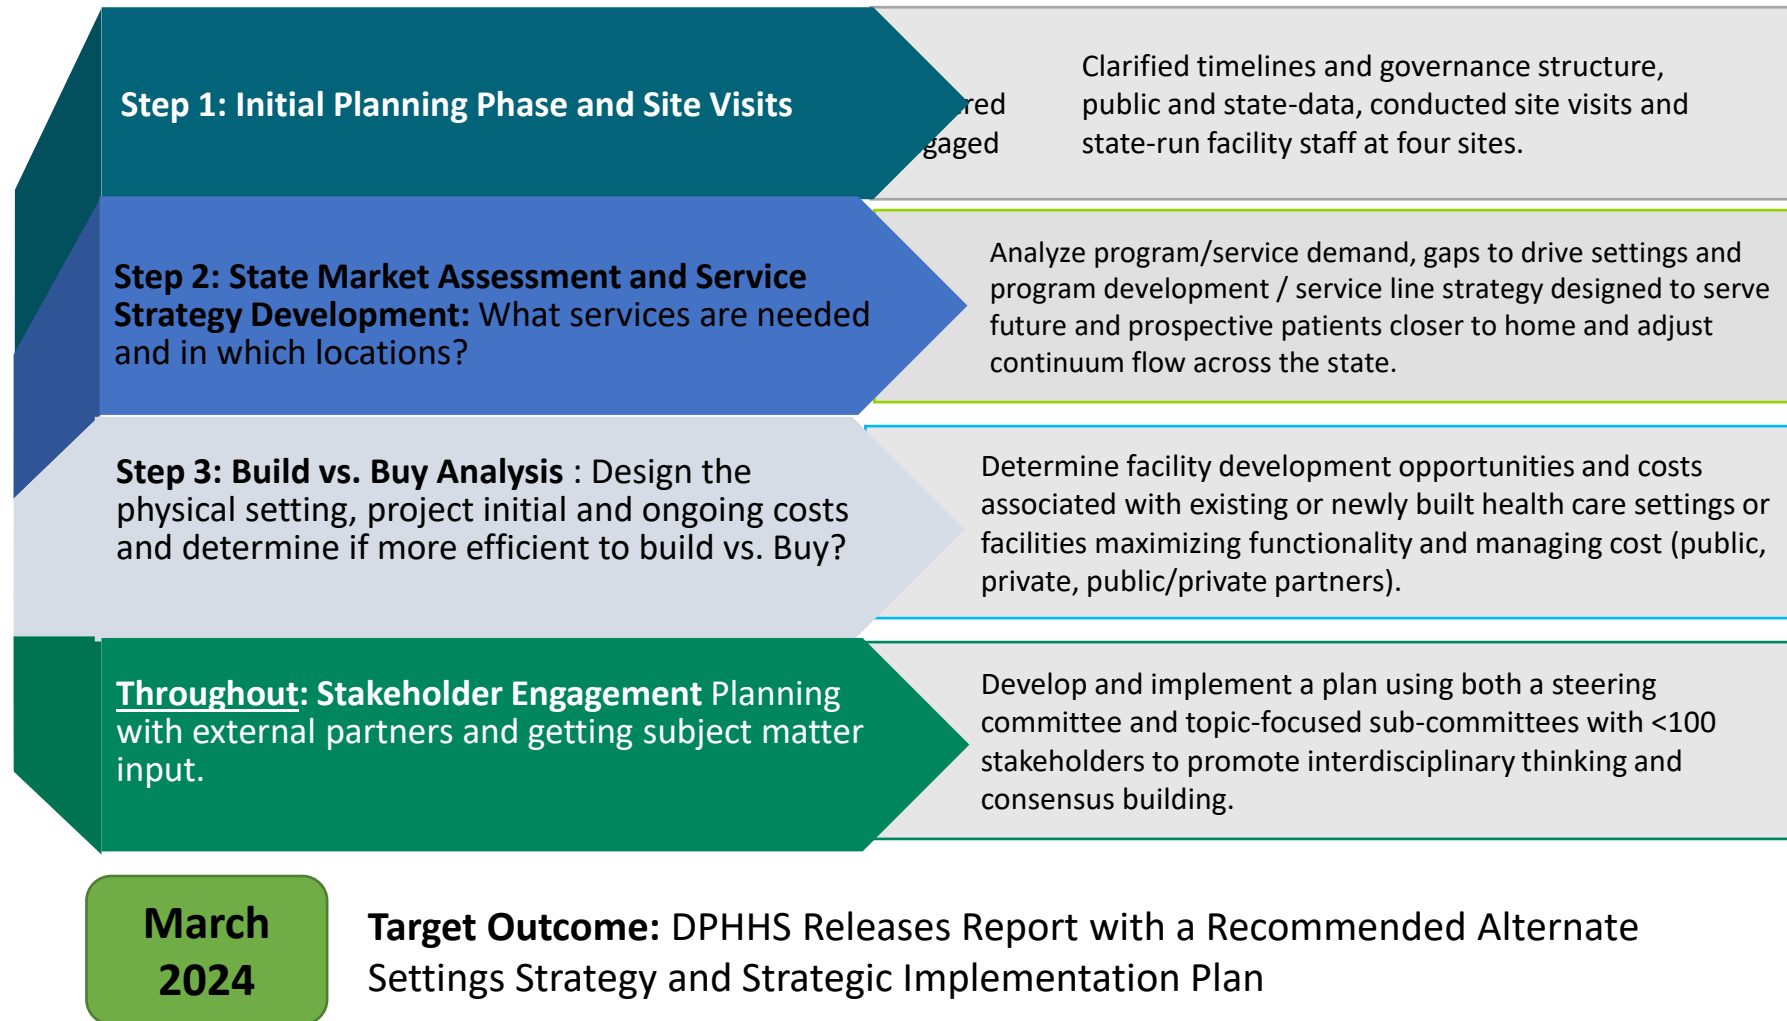 Step 1: Initial Planning Phase and Site Visits
Clarified timelines and governance structure,
public and state-data, conducted site visits and
state-run facility staff at four sites.
Step 2: State Market Assessment and Service
Strategy Development: What services are needed
and in which locations?
Analyze program/service demand, gaps to drive settings and
program development / service line strategy designed to serve
future and prospective patients closer to home and adjust
continuum flow across the state.
Step 3: Build vs. Buy Analysis : Design the
physical setting, project initial and ongoing costs
and determine if more efficient to build vs. Buy?
Determine facility development opportunities and costs
associated with existing or newly built health care settings or
facilities maximizing functionality and managing cost (public,
private, public/private partners).
Throughout: Stakeholder Engagement Planning
with external partners and getting subject matter
input.
Develop and implement a plan using both a steering
committee and topic-focused sub-committees with <100
stakeholders to promote interdisciplinary thinking and
consensus building.
March
2024
Target Outcome: DPHHS Releases Report with a Recommended Alternate
Settings Strategy and Strategic Implementation Plan